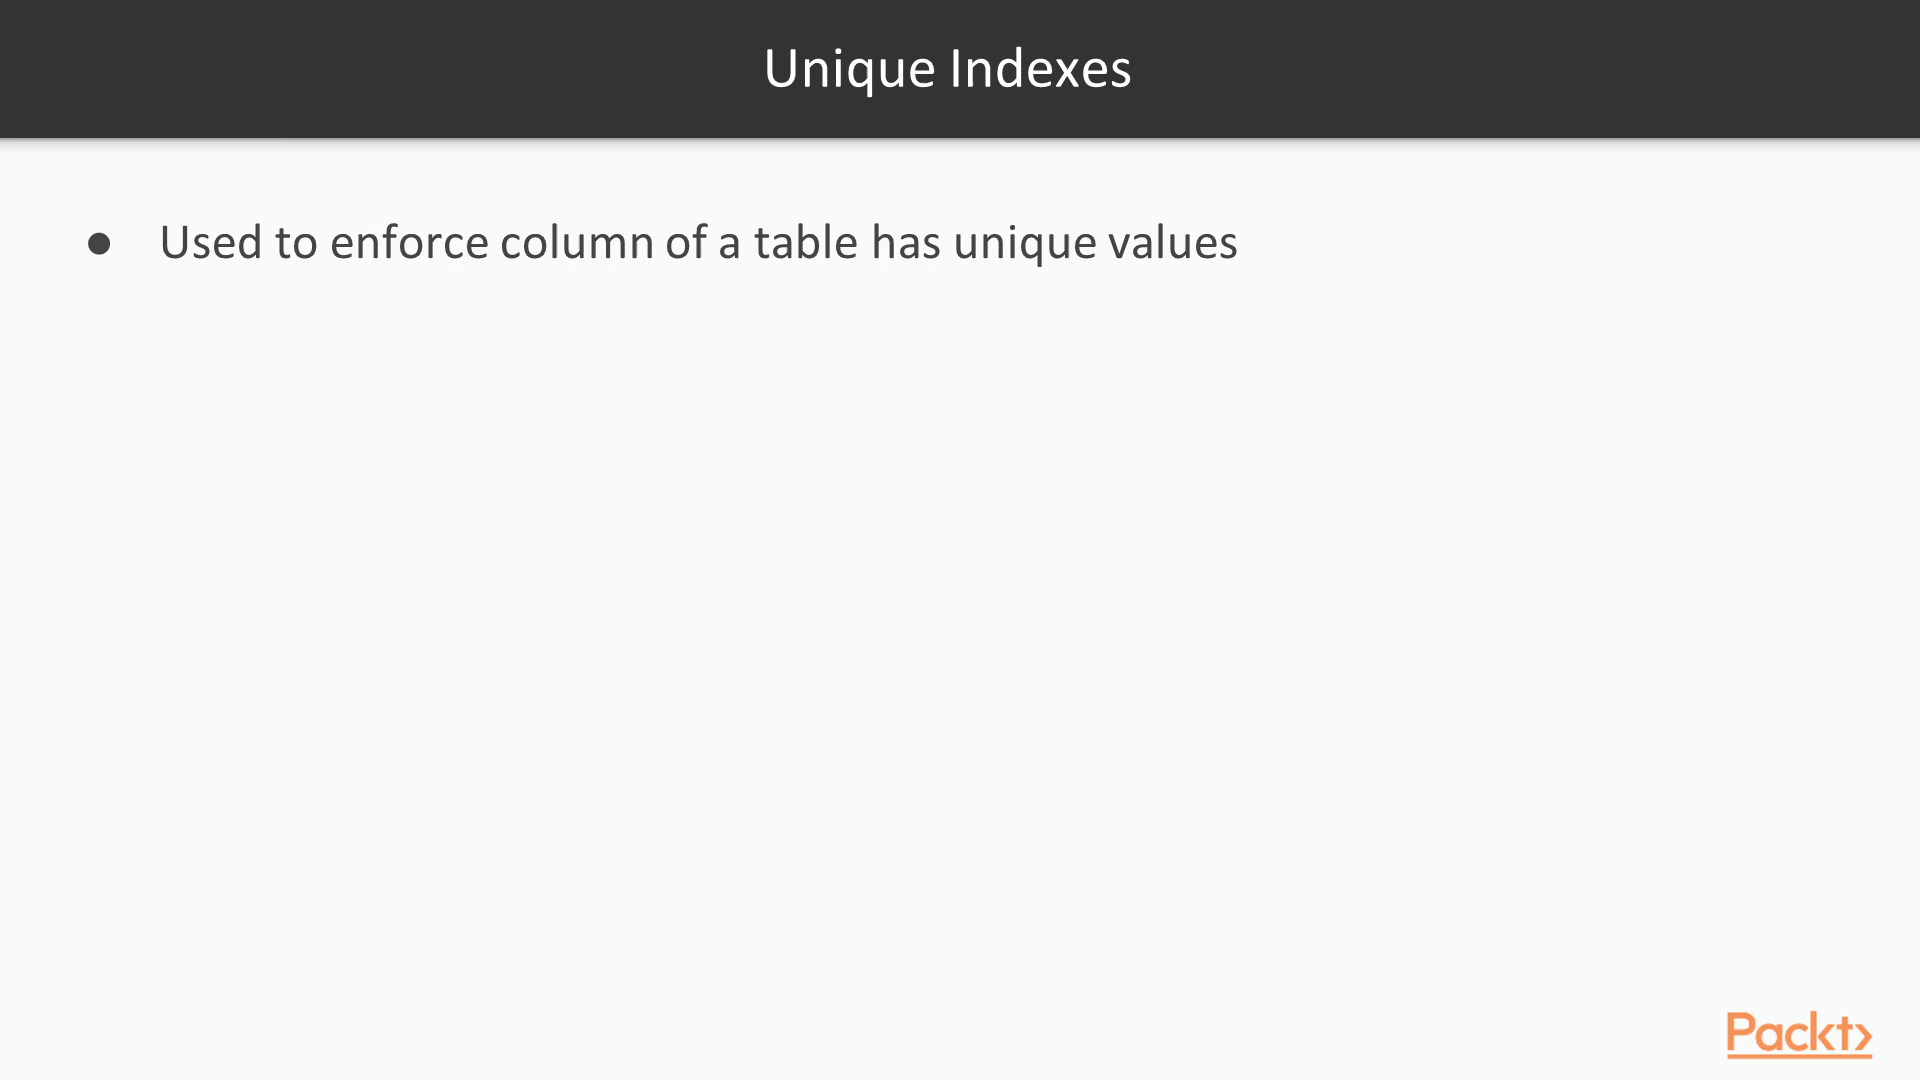 Unique Indexes
● Used to enforce column of a table has unique values
Packt>